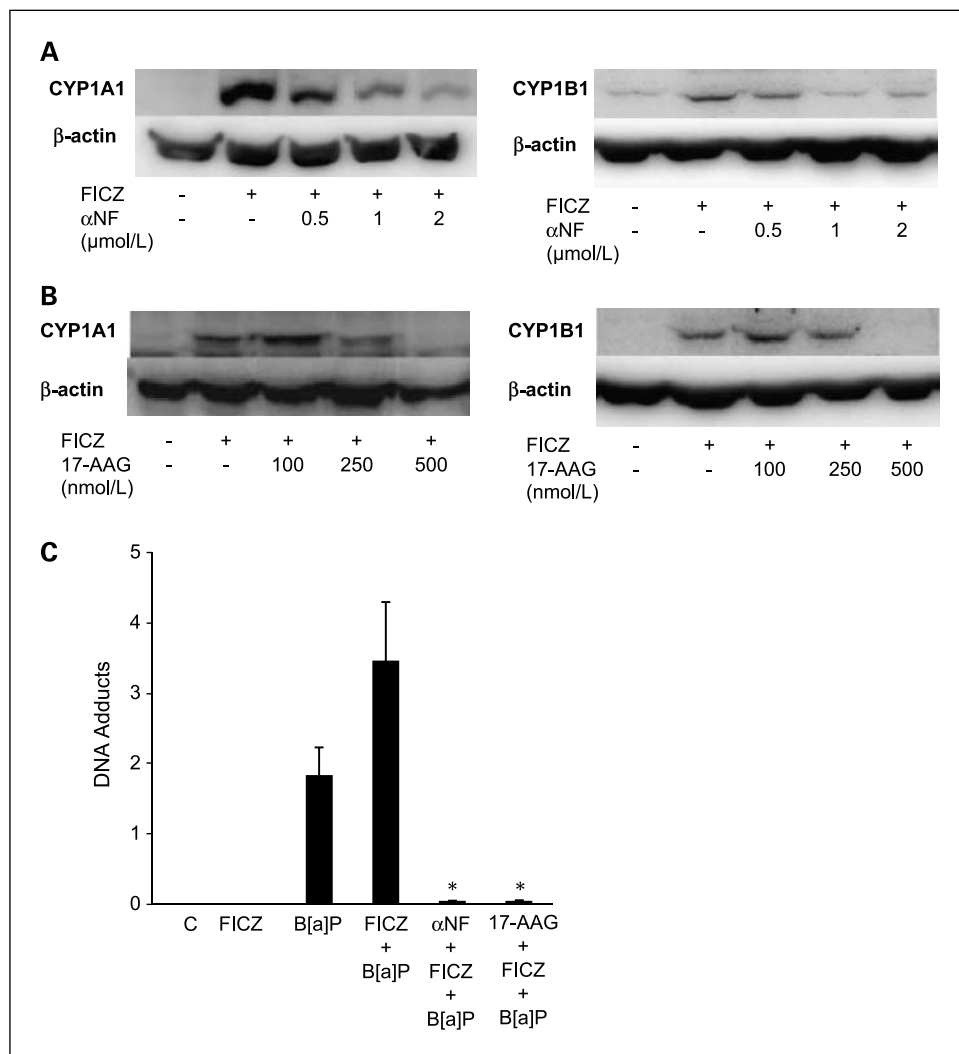 A
CYP1A1
β-actin
FICZ - + + + +
αNF - - 0.5 1 2
(μmol/L)
CYP1B1
β-actin
FICZ - + + + +
αNF - - 0.5 1 2
(μmol/L)
B
CYP1A1
β-actin
FICZ - + + + +
17-AAG - - 100 250 500
(nmol/L)
CYP1B1
β-actin
FICZ - + + + +
17-AAG - - 100 250 500
(nmol/L)
C
DNA Adducts
5
4
3
2
1
0
* *
C FICZ B[a]P FICZ αNF 17-AAG
+ + +
B[a]P FICZ FICZ
+ +
B[a]P B[a]P